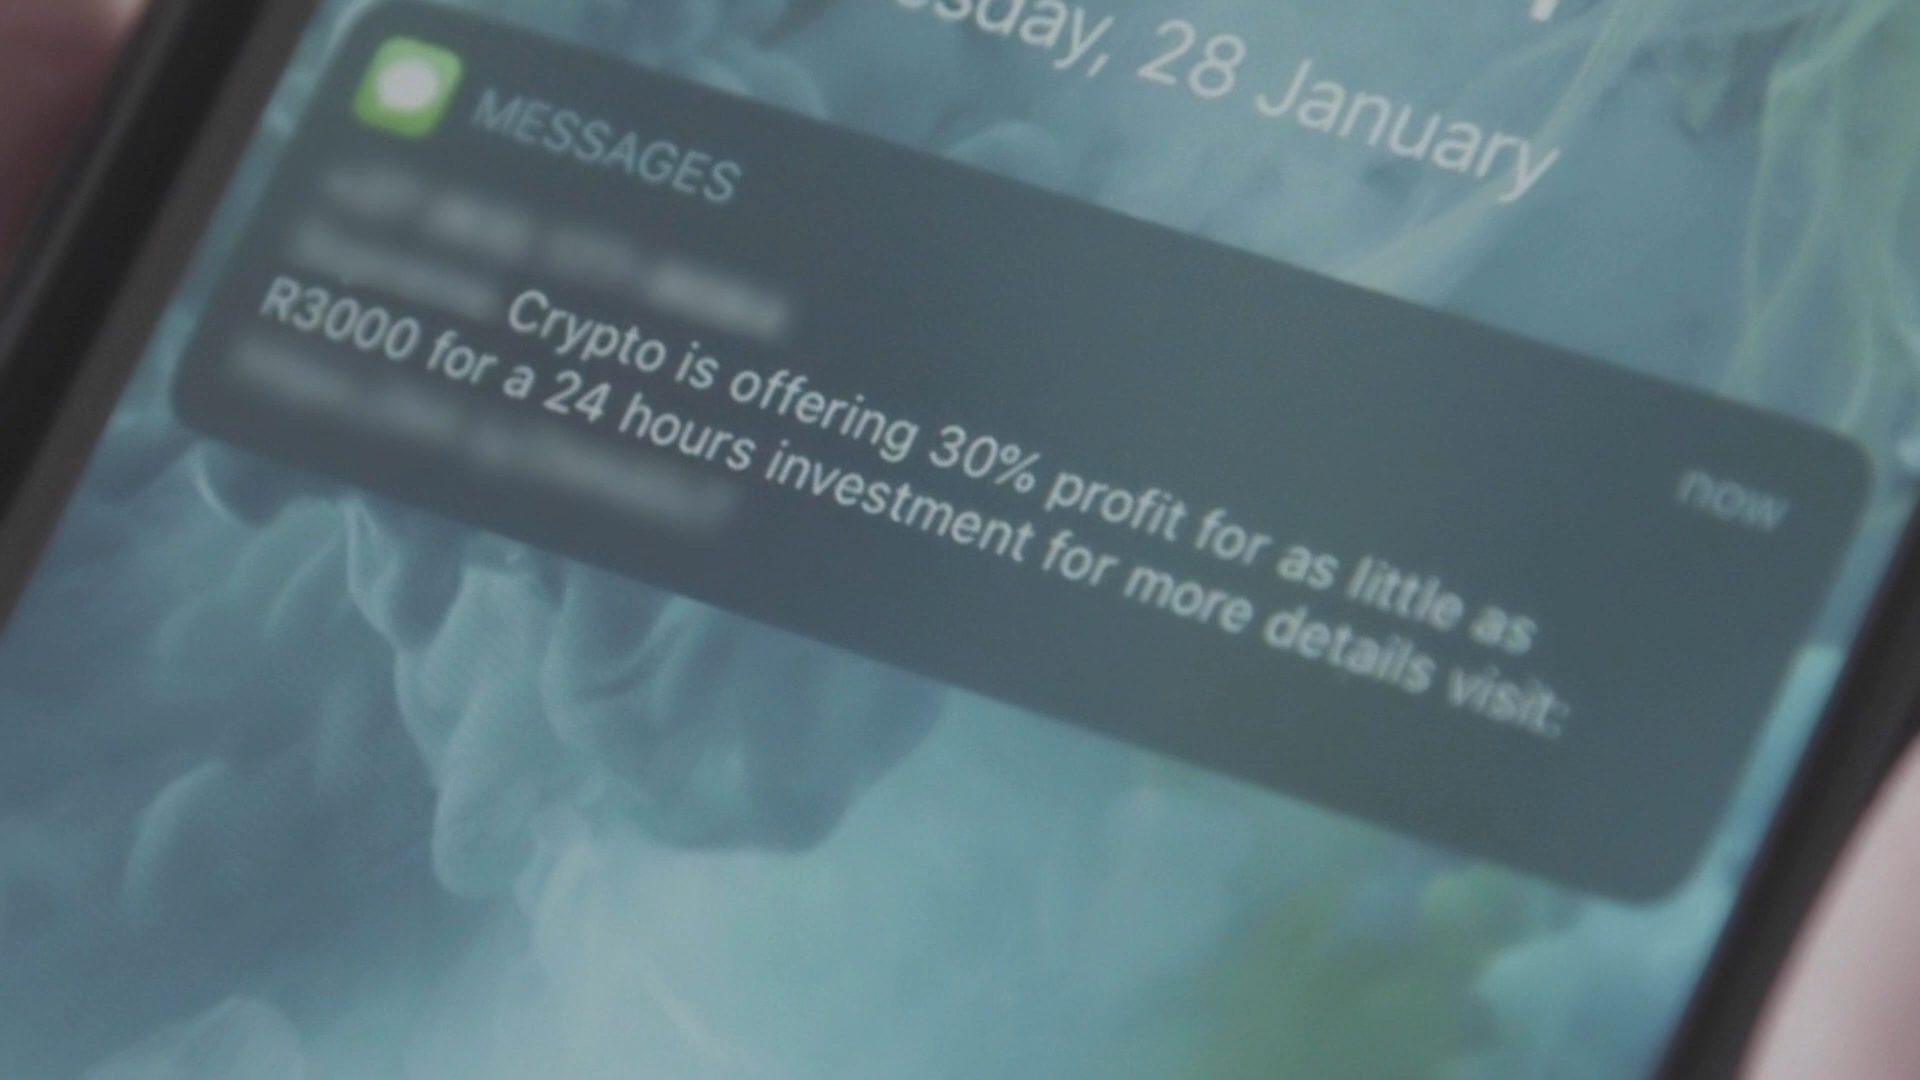 sday, 28 January
MESSAGES
now
Crypto is offering 30% profit for as little as
R3000 for a 24 hours investment for more details visit: